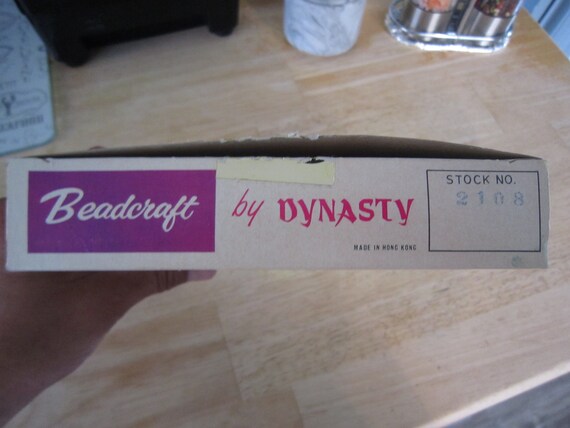 Beadcraft
by DYNASTY
MADE IN HONG KONG
STOCK NO.
2108